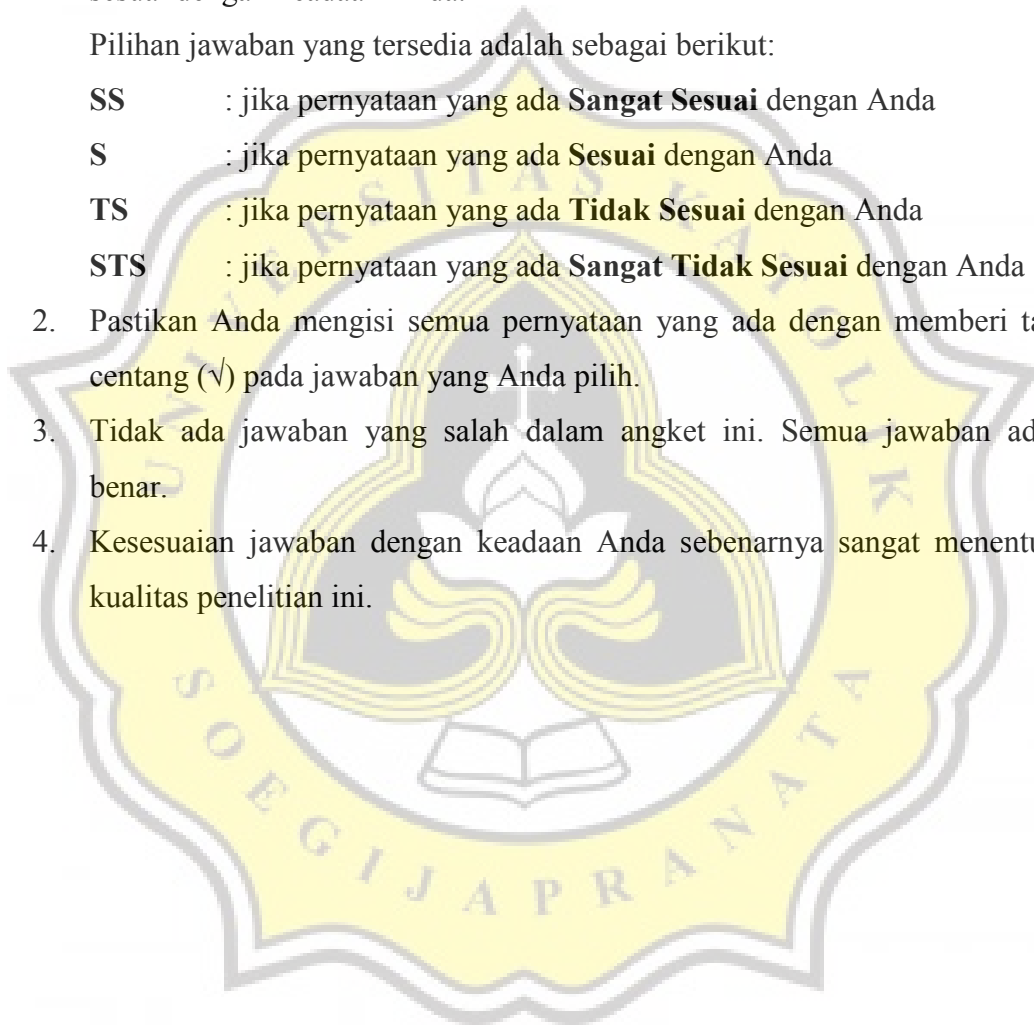 Pilihan jawaban yang tersedia adalah sebagai berikut:
SS : jika pernyataan yang ada Sangat Sesuai dengan Anda
S : jika pernyataan yang ada Sesuai dengan Anda
TS : jika pernyataan yang ada Tidak Sesuai dengan Anda
STS : jika pernyataan yang ada Sangat Tidak Sesuai dengan Anda
2. Pastikan Anda mengisi semua pernyataan yang ada dengan memberi ta
centang (√) pada jawaban yang Anda pilih.
3. Tidak ada jawaban yang salah dalam angket ini. Semua jawaban ad
benar.
4. Kesesuaian jawaban dengan keadaan Anda sebenarnya sangat menentu
kualitas penelitian ini.
UNIVERSITAS KATOLIK
SOEGIJAPRANATA